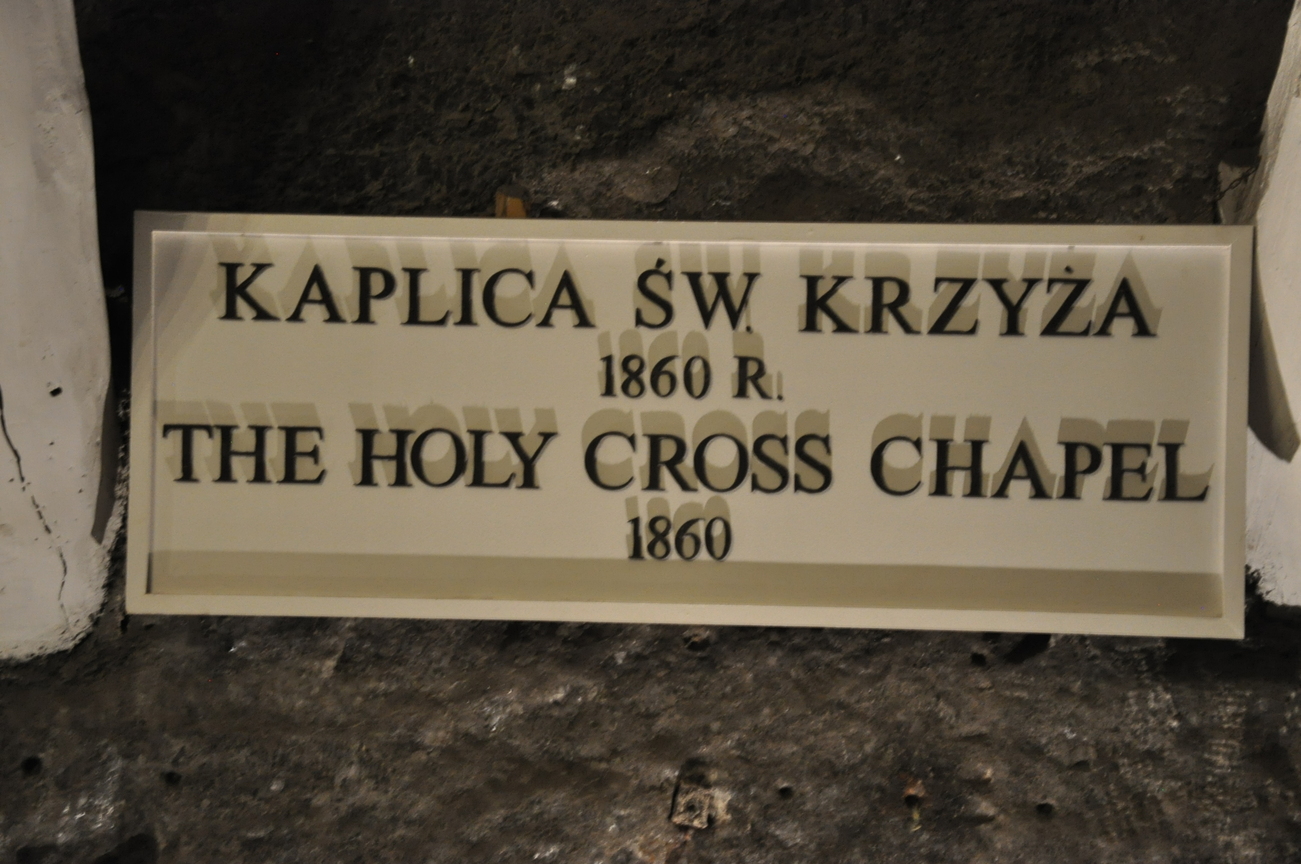 KAPLICA ŚW. KRZYŻA
1860 R.
THE HOLY CROSS CHAPEL
1860